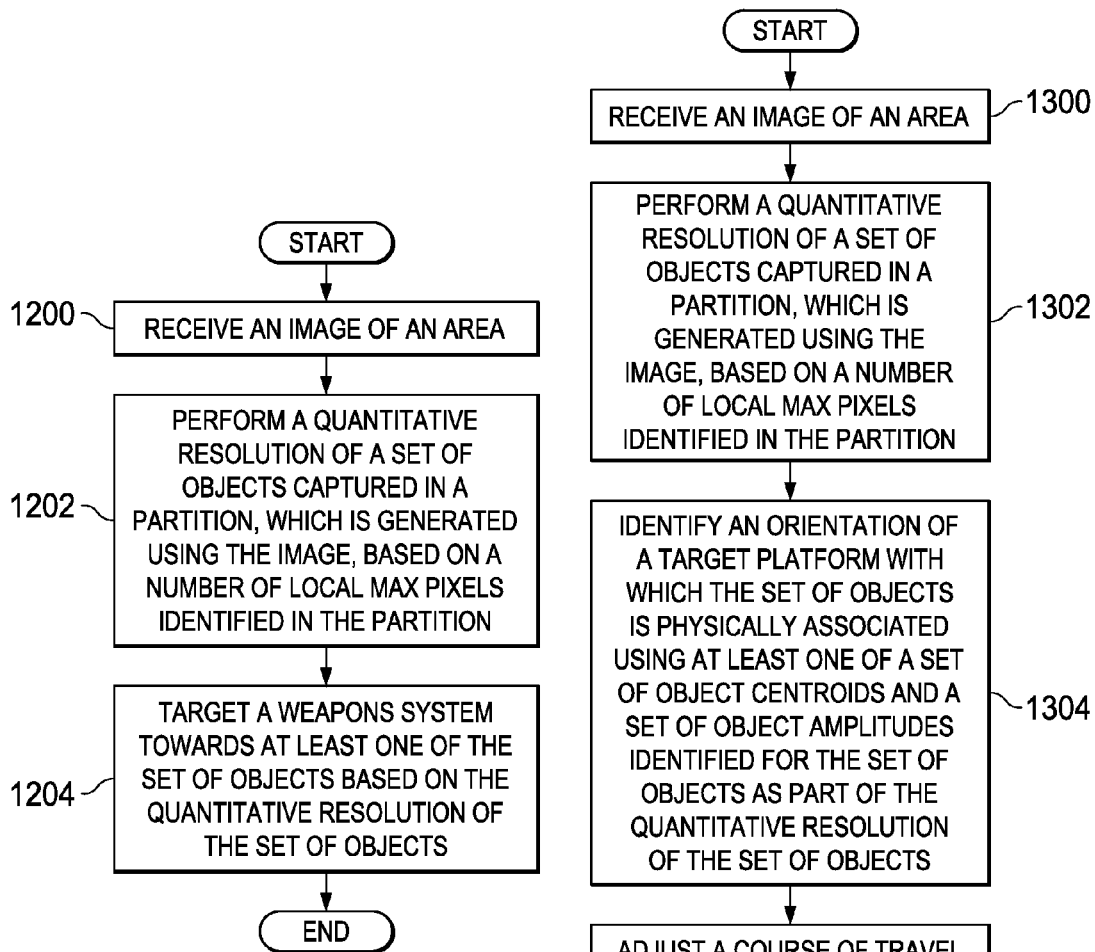 START
1200
RECEIVE AN IMAGE OF AN AREA
1202
PERFORM A QUANTITATIVE
RESOLUTION OF A SET OF
OBJECTS CAPTURED IN A
PARTITION, WHICH IS GENERATED
USING THE IMAGE, BASED ON A
NUMBER OF LOCAL MAX PIXELS
IDENTIFIED IN THE PARTITION
1204
TARGET A WEAPONS SYSTEM
TOWARDS AT LEAST ONE OF THE
SET OF OBJECTS BASED ON THE
QUANTITATIVE RESOLUTION OF
THE SET OF OBJECTS
END
START
RECEIVE AN IMAGE OF AN AREA
1300
PERFORM A QUANTITATIVE
RESOLUTION OF A SET OF
OBJECTS CAPTURED IN A
PARTITION, WHICH IS
GENERATED USING THE
IMAGE, BASED ON A NUMBER
OF LOCAL MAX PIXELS
IDENTIFIED IN THE PARTITION
1302
IDENTIFY AN ORIENTATION OF
A TARGET PLATFORM WITH
WHICH THE SET OF OBJECTS
IS PHYSICALLY ASSOCIATED
USING AT LEAST ONE OF A SET
OF OBJECT CENTROIDS AND A
SET OF OBJECT AMPLITUDES
IDENTIFIED FOR THE SET OF
OBJECTS AS PART OF THE
QUANTITATIVE RESOLUTION
OF THE SET OF OBJECTS
1304
ADJUST A COURSE OF TRAVEL